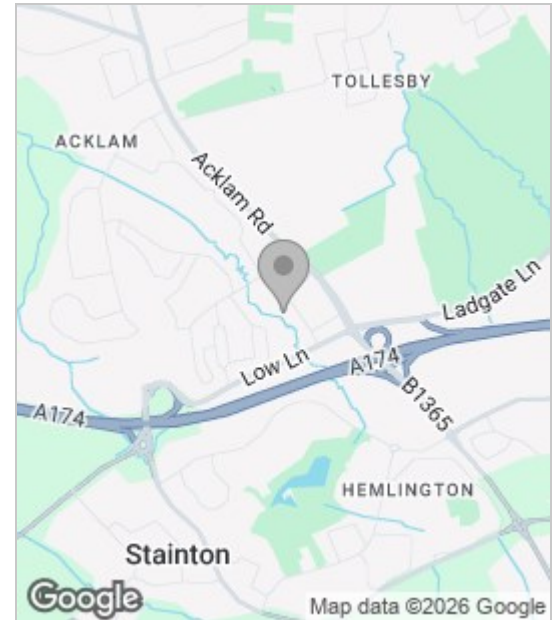 TOLLESBY
ACKLAM
Acklam Rd
Ladgate Ln
Low Ln
A174
A174
B1365
HEMLINGTON
Stainton
Google
Map data ©2026 Google